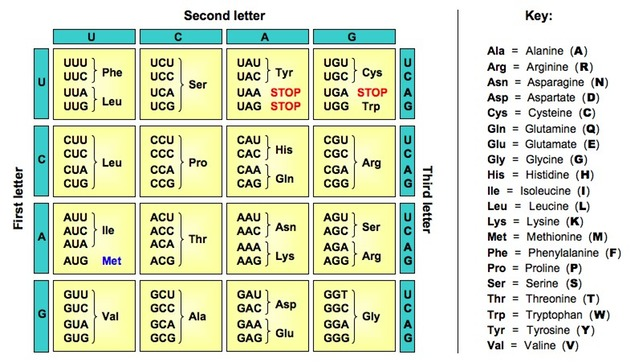 Second letter
U C A G
First letter
U
UUU
UUC
Phe
UUA
UUG
Leu
UCU
UCC
UCA
UCG
Ser
UAU
UAC
Tyr
UAA STOP
UAG STOP
UGU
UGC
Cys
UGA STOP
UGG Trp
U
C
A
G
C
CUU
CUC
CUA
CUG
Leu
CCU
CCC
CCA
CCG
Pro
CAU
CAC
His
CAA
CAG
Gln
CGU
CGC
CGA
CGG
Arg
U
C
A
G
A
AUU
AUC
AUA
Ile
AUG Met
ACU
ACC
ACA
ACG
Thr
AAU
AAC
Asn
AAA
AAG
Lys
AGU
AGC
Ser
AGA
AGG
Arg
U
C
A
G
G
GUU
GUC
GUA
GUG
Val
GCU
GCC
GCA
GCG
Ala
GAU
GAC
Asp
GAA
GAG
Glu
GGT
GGC
GGA
GGG
Gly
U
C
A
G
Third letter
Key:
Ala = Alanine (A)
Arg = Arginine (R)
Asn = Asparagine (N)
Asp = Aspartate (D)
Cys = Cysteine (C)
Gln = Glutamine (Q)
Glu = Glutamate (E)
Gly = Glycine (G)
His = Histidine (H)
Ile = Isoleucine (I)
Leu = Leucine (L)
Lys = Lysine (K)
Met = Methionine (M)
Phe = Phenylalanine (F)
Pro = Proline (P)
Ser = Serine (S)
Thr = Threonine (T)
Trp = Tryptophan (W)
Tyr = Tyrosine (Y)
Val = Valine (V)